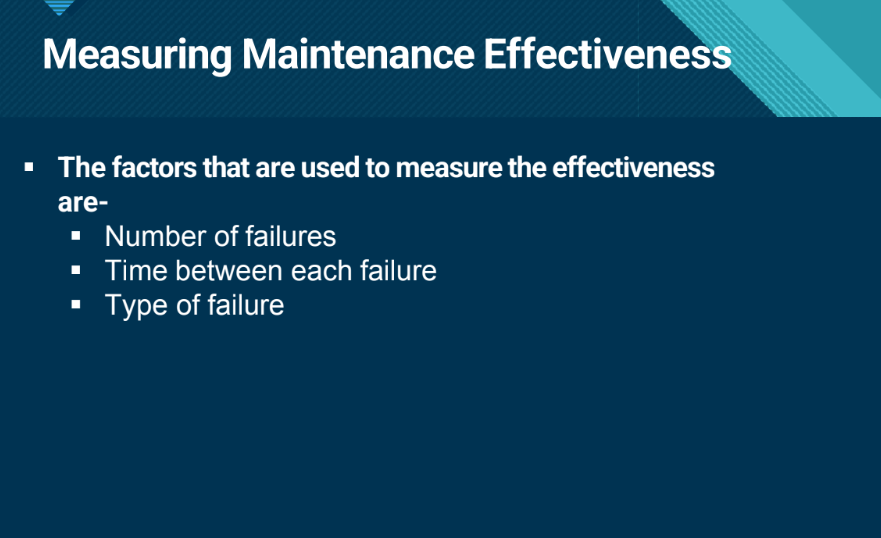 Measuring Maintenance Effectiveness
▪ The factors that are used to measure the effectiveness
are-
▪ Number of failures
▪ Time between each failure
▪ Type of failure